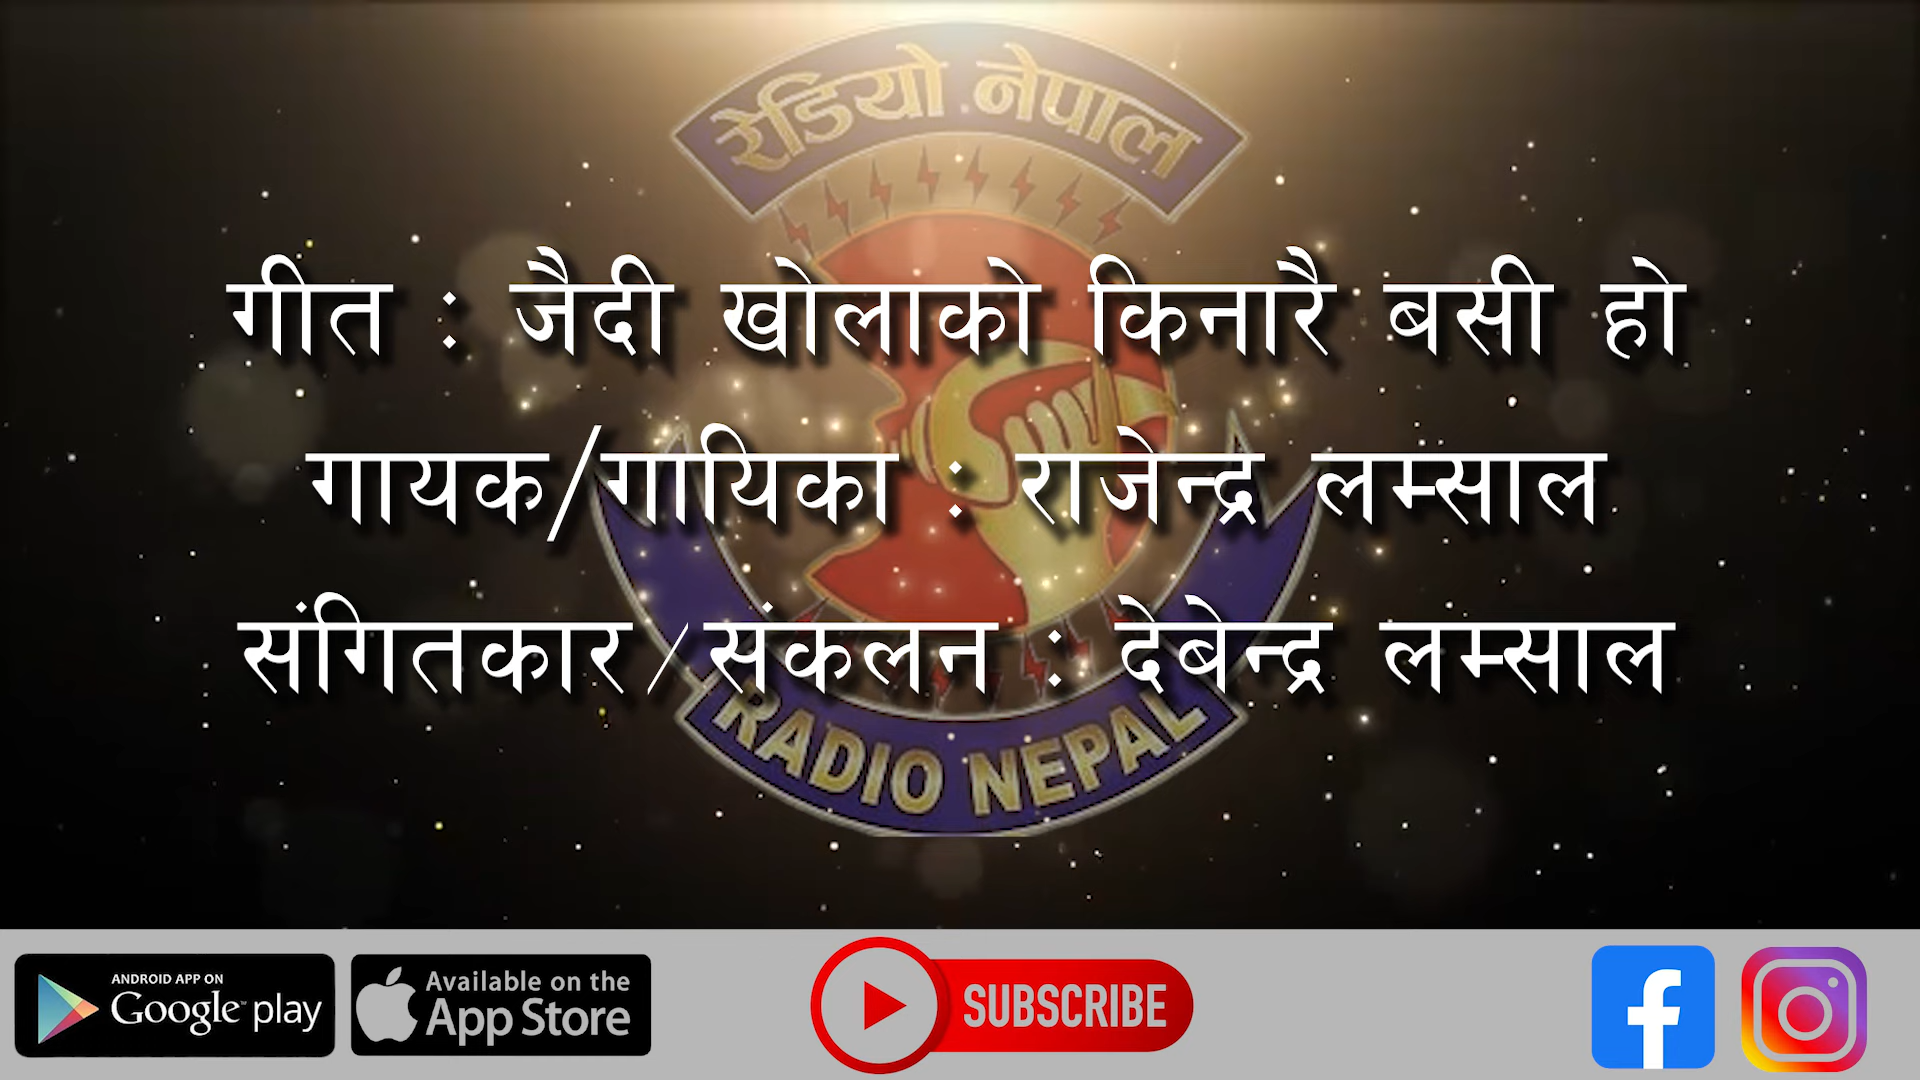 रेडियो नेपाल
गीत : जैदी खोलाको किनारै बसी हो
गायक/गायिका : राजेन्द्र लम्साल
संगितकार/संकलन : देबेन्द्र लम्साल
RADIO NEPAL
ANDROID APP ON
Google play
Available on the
App Store
SUBSCRIBE